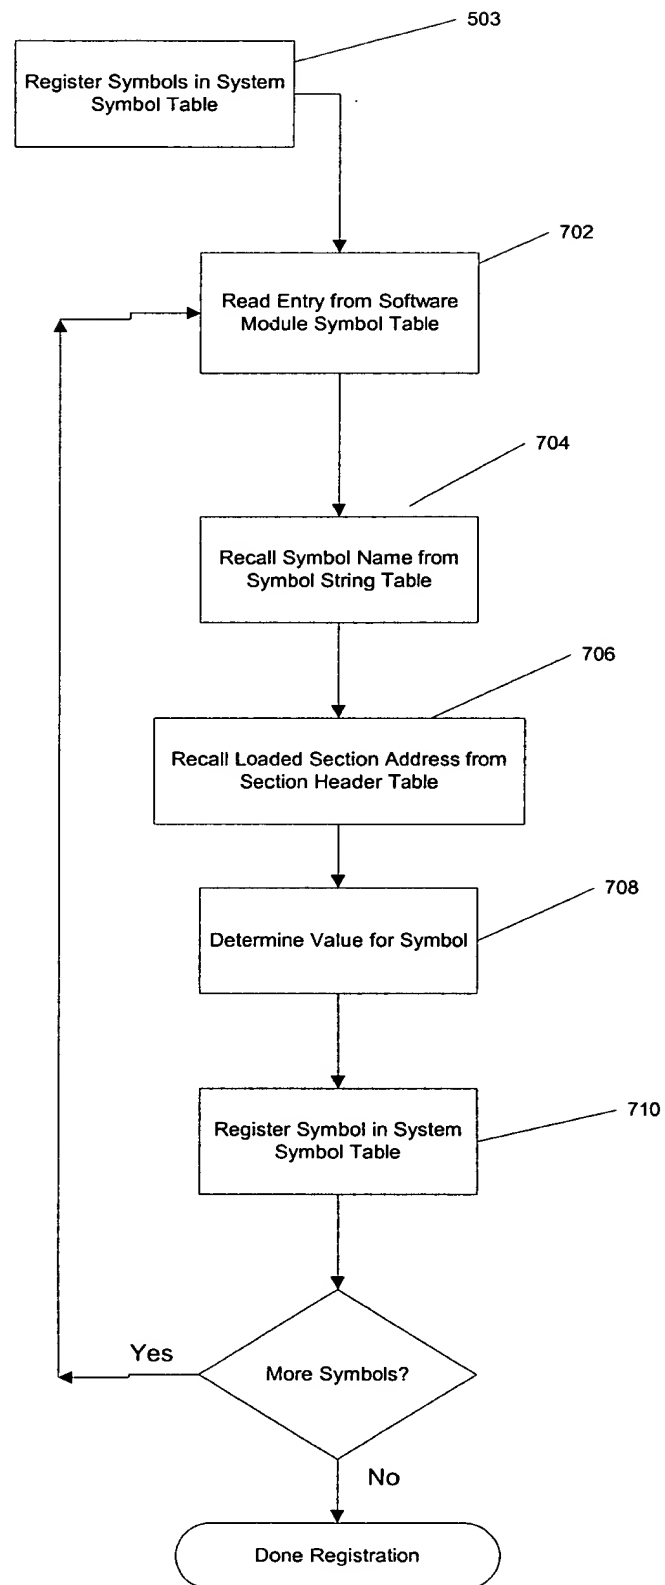 503
Register Symbols in System
Symbol Table
702
Read Entry from Software
Module Symbol Table
704
Recall Symbol Name from
Symbol String Table
706
Recall Loaded Section Address from
Section Header Table
708
Determine Value for Symbol
710
Register Symbol in System
Symbol Table
Yes
More Symbols?
No
Done Registration